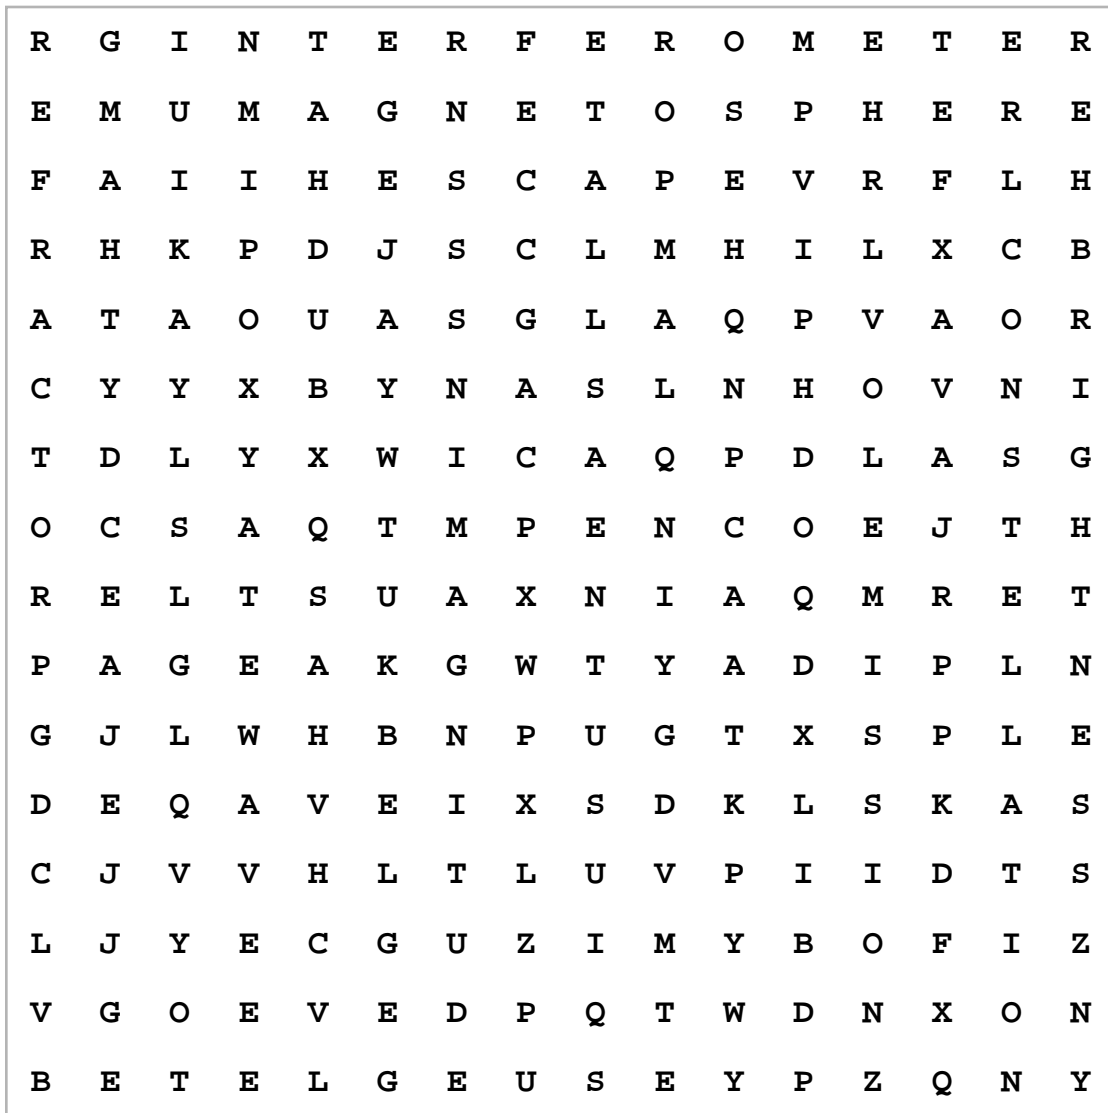 R G I N T E R F E R O M E T E R
E M U M A G N E T O S P H E R E
F A I I H E S C A P E V R F L H
R H K P D J S C L M H I L X C B
A T A O U A S G L A Q P V A O R
C Y Y X B Y N A S L N H O V N I
T D L Y X W I C A Q P D L A S G
O C S A Q T M P E N C O E J T H
R E L T S U A X N I A Q M R E T
P A G E A K G W T Y A D I P L N
G J L W H B N P U G T X S P L E
D E Q A V E I X S D K L S K A S
C J V V H L T L U V P I I D T S
L J Y E C G U Z I M Y B O F I Z
V G O E V E D P Q T W D N X O N
B E T E L G E U S E Y P Z Q N Y